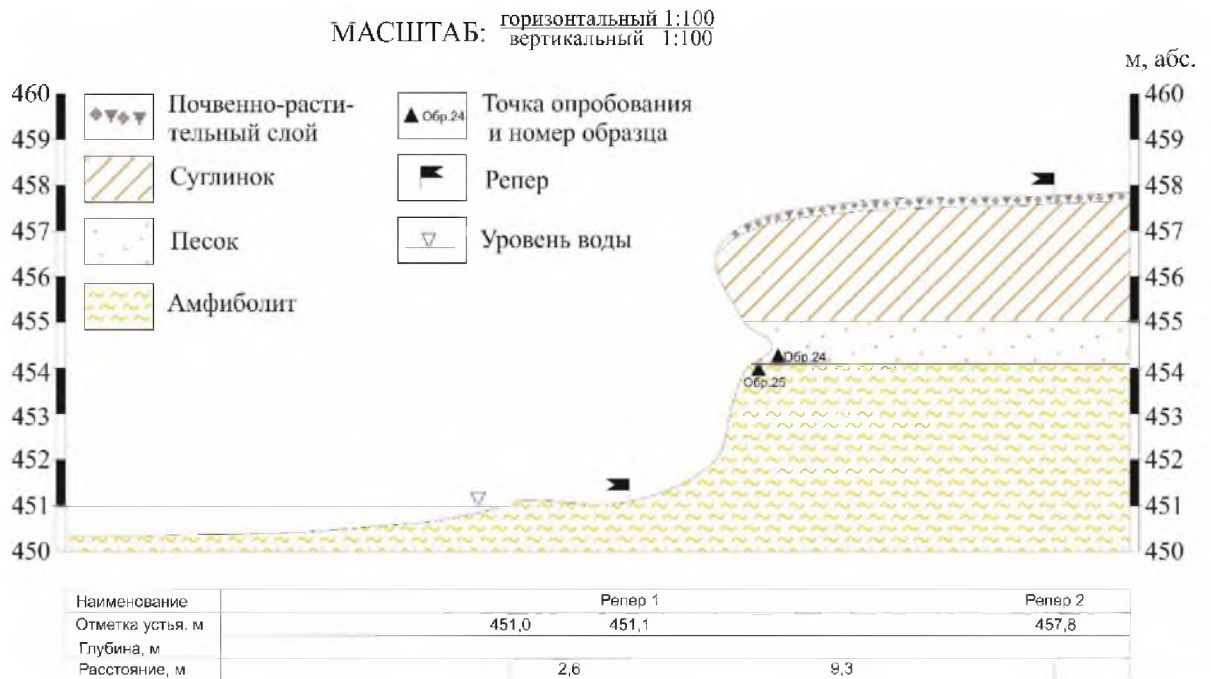 МАСШТАБ: горизонтальный 1:100
вертикальный 1:100
м, абс.
460
459
458
457
456
455
454
453
452
451
450
Почвенно-расти-
тельный слой
Суглинок
Песок
Амфиболит
Обр.24
Точка опробования
и номер образца
Репер
Уровень воды
Обр.24
Обр.25
460
459
458
457
456
455
454
453
452
451
450
Наименование Репер 1 Репер 2
Отметка устья. м 451,0 451,1 457,8
Глубина, м
Расстояние, м 2,6 9,3